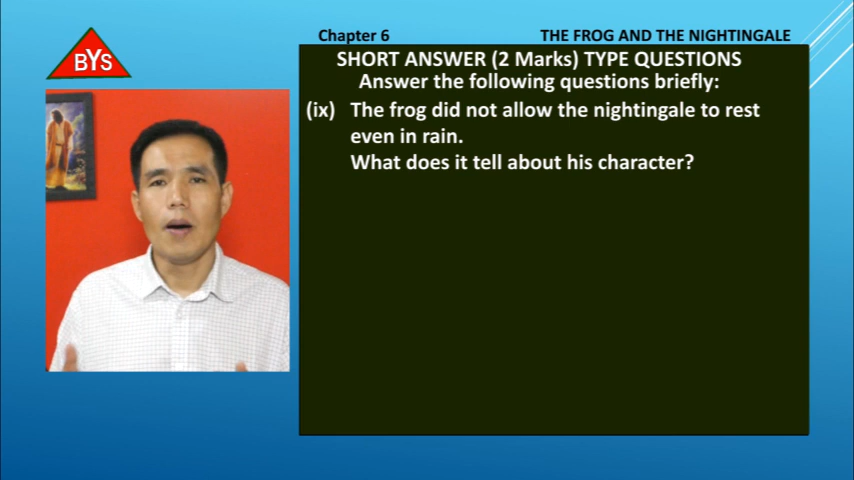 Chapter 6 THE FROG AND THE NIGHTINGALE
BYS
SHORT ANSWER (2 Marks) TYPE QUESTIONS
Answer the following questions briefly:
(ix) The frog did not allow the nightingale to rest
even in rain.
What does it tell about his character?